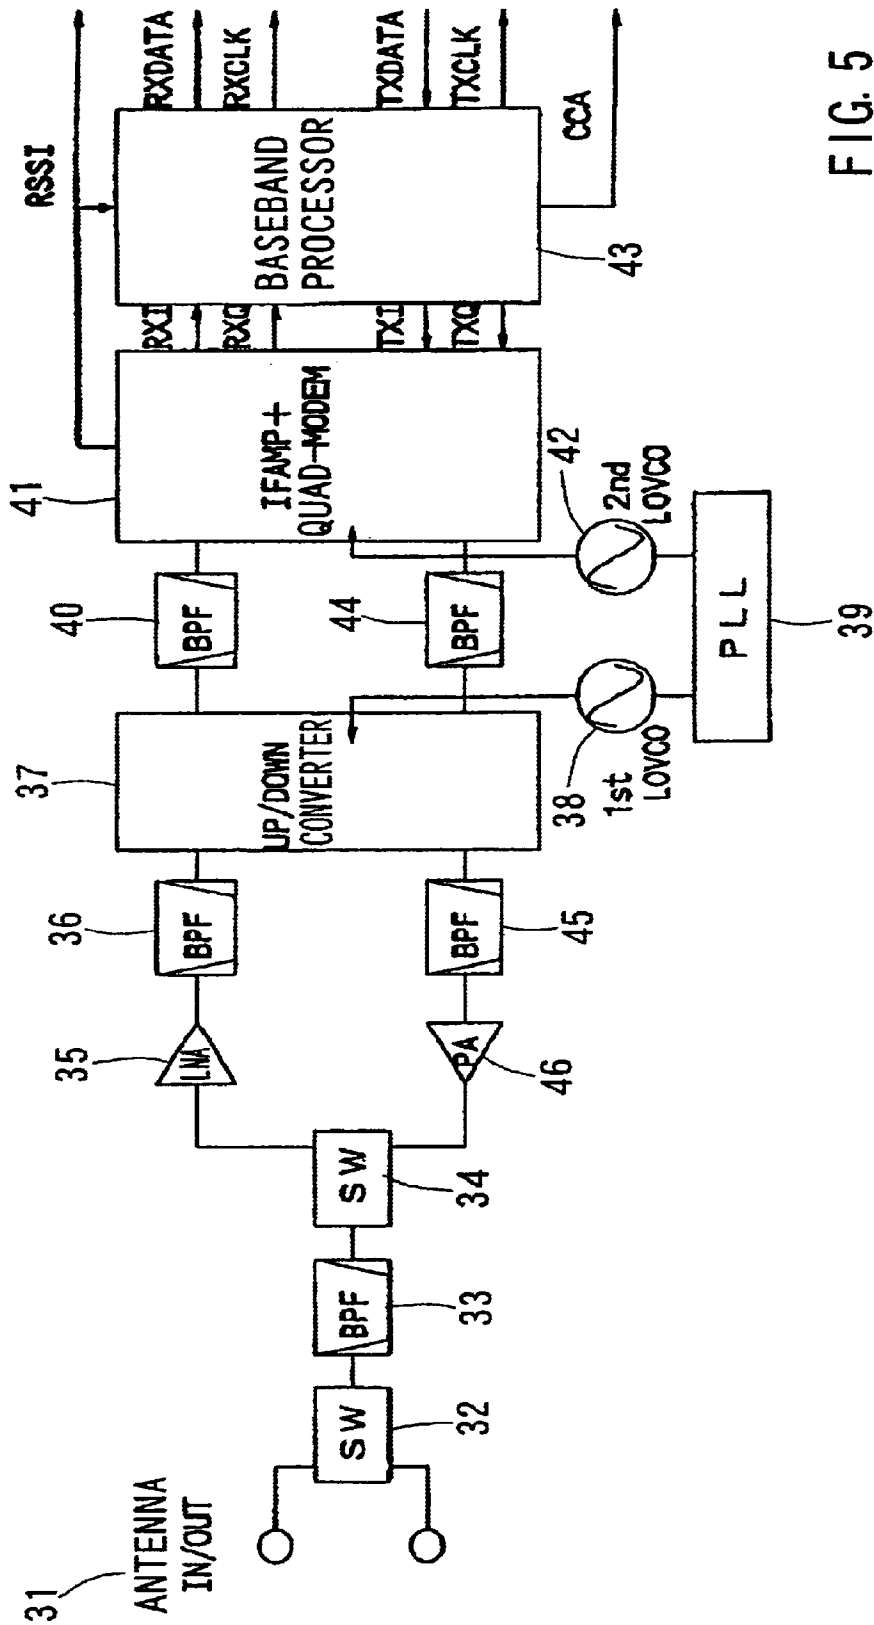 31
ANTENNA
IN/OUT
SW
32
BPF
33
SW
34
LNA
35
PA
46
BPF
36
BPF
45
UP/DOWN
CONVERTER
37
1st
LOVCO
38
PLL
39
2nd
LOVCO
42
BPF
40
BPF
44
IFAMP+
QUAD-MODEM
41
RXI
RXQ
TXI
TXQ
BASEBAND
PROCESSOR
43
RSSI
RXDATA
RXCLK
TXDATA
TXCLK
CCA
FIG. 5